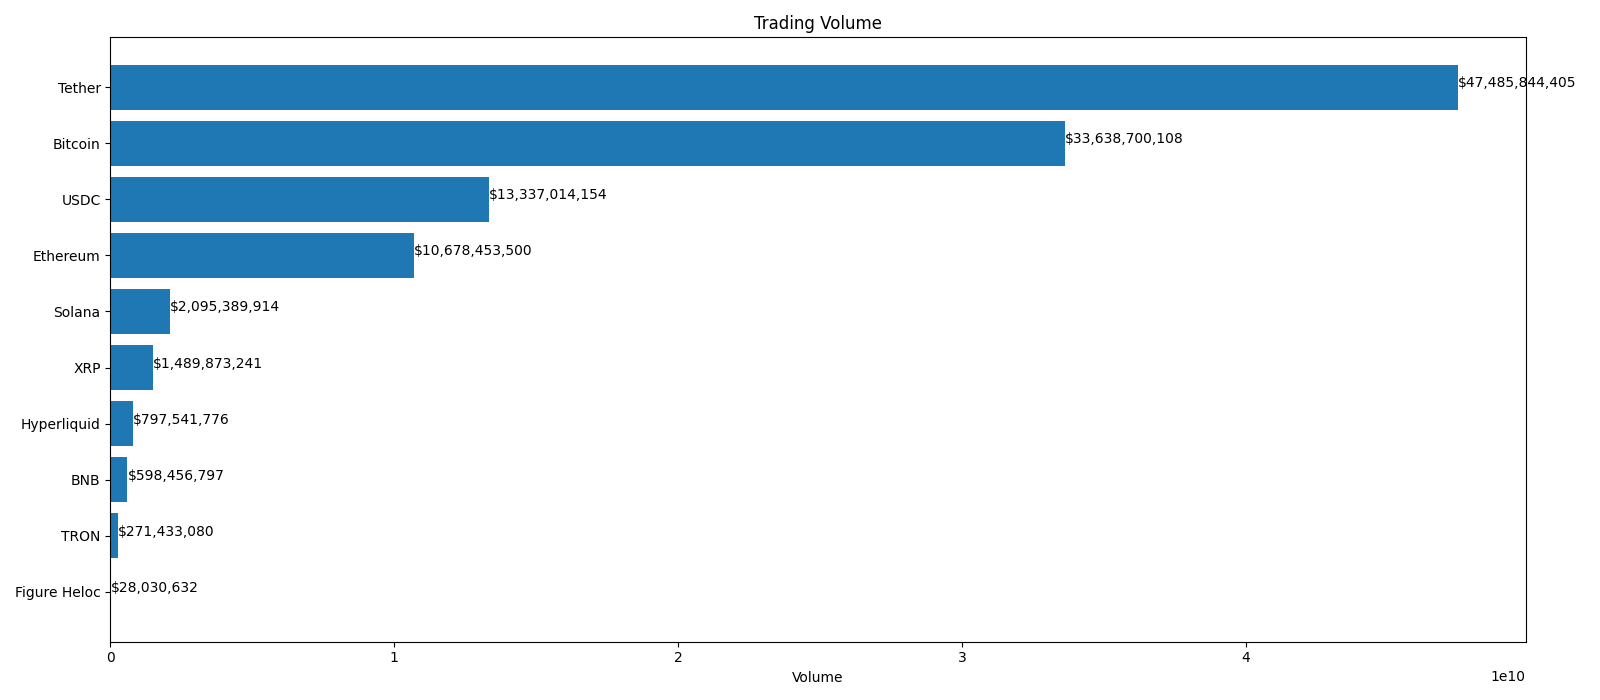 Trading Volume
Tether $47,485,844,405
Bitcoin $33,638,700,108
USDC $13,337,014,154
Ethereum $10,678,453,500
Solana $2,095,389,914
XRP $1,489,873,241
Hyperliquid $797,541,776
BNB $598,456,797
TRON $271,433,080
Figure Heloc $28,030,632
0 1 2 3 4
1e10
Volume